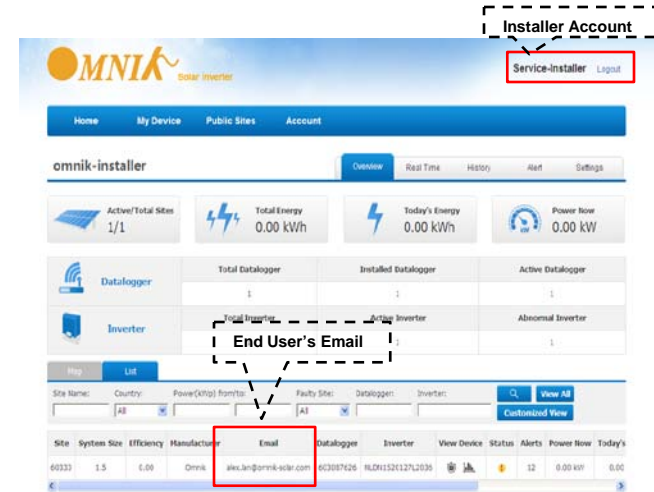 Installer Account
OMNIK Solar Inverter
Service-Installer Logout
Home My Device Public Sites Account
omnik-installer
Overview Real Time History Alert Settings
Active/Total Sites Total Energy Today's Energy Power Now
1/1 0.00 kWh 0.00 kWh 0.00 kW
Datalogger
Total Datalogger Installed Datalogger Active Datalogger
1 1 1
Inverter
Total Inverter Active Inverter Abnormal Inverter
1 1
End User's Email
Map List
Site Name: Country: Power(kWp) from/to: Faulty Site: Datalogger: Inverter:
All All
View All
Customized View
Site System Size Efficiency Manufacturer Email Datalogger Inverter View Device Status Alerts Power Now Today's
60333 1.5 0.00 Omnik alex.lan@omnik-solar.com 603087626 NLDN1520127L2036 12 0.00 kW 0.00